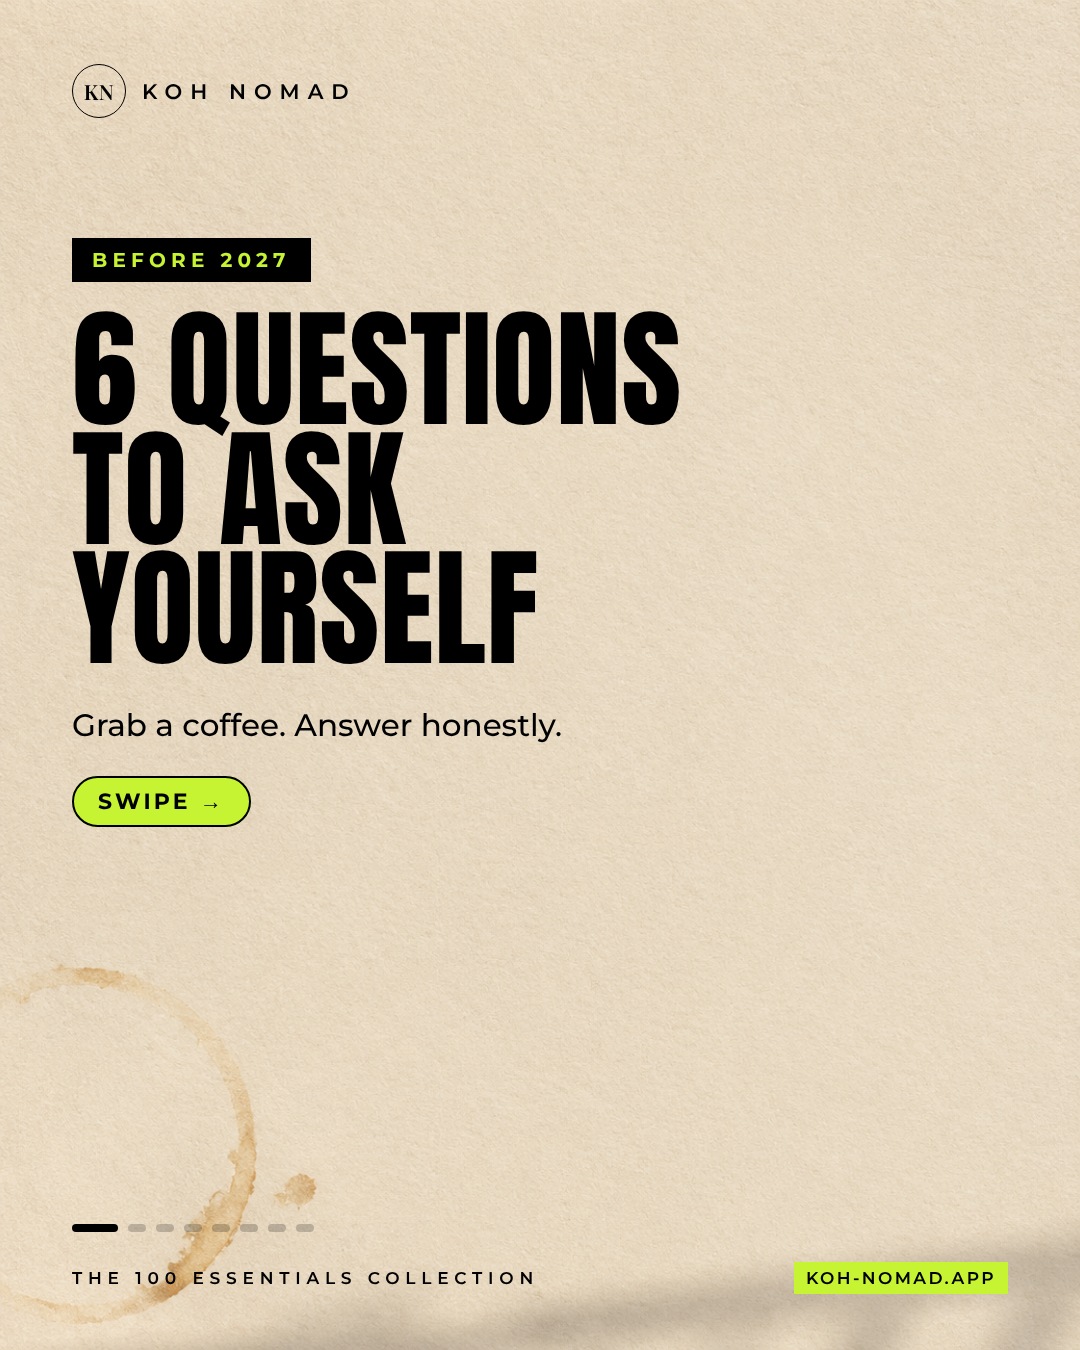 KN KOH NOMAD
BEFORE 2027
6 QUESTIONS
TO ASK
YOURSELF
Grab a coffee. Answer honestly.
SWIPE →
THE 100 ESSENTIALS COLLECTION
KOH-NOMAD.APP